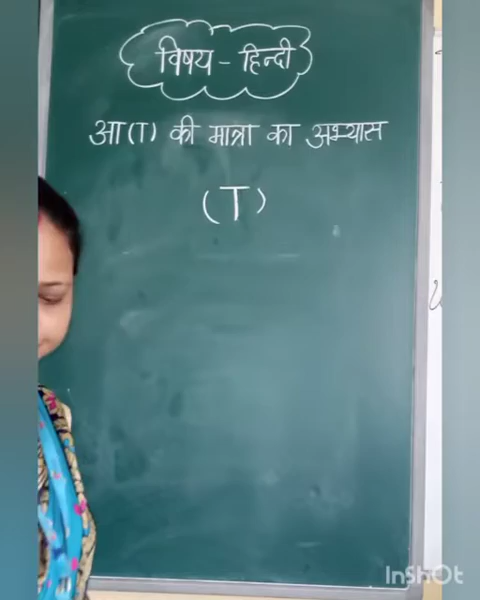 विषय - हिन्दी
आ (ा) की मात्रा का अभ्यास
(ा)
InShOt